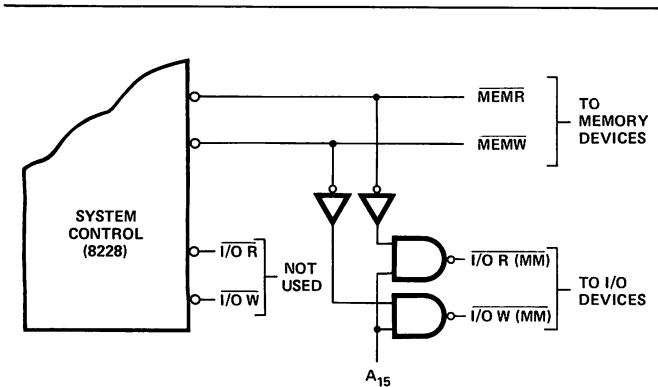 MEMR
TO
MEMORY
DEVICES
MEMW
SYSTEM
CONTROL
(8228)
I/O R
NOT
USED
I/O W
I/O R (MM)
TO I/O
DEVICES
I/O W (MM)
A15